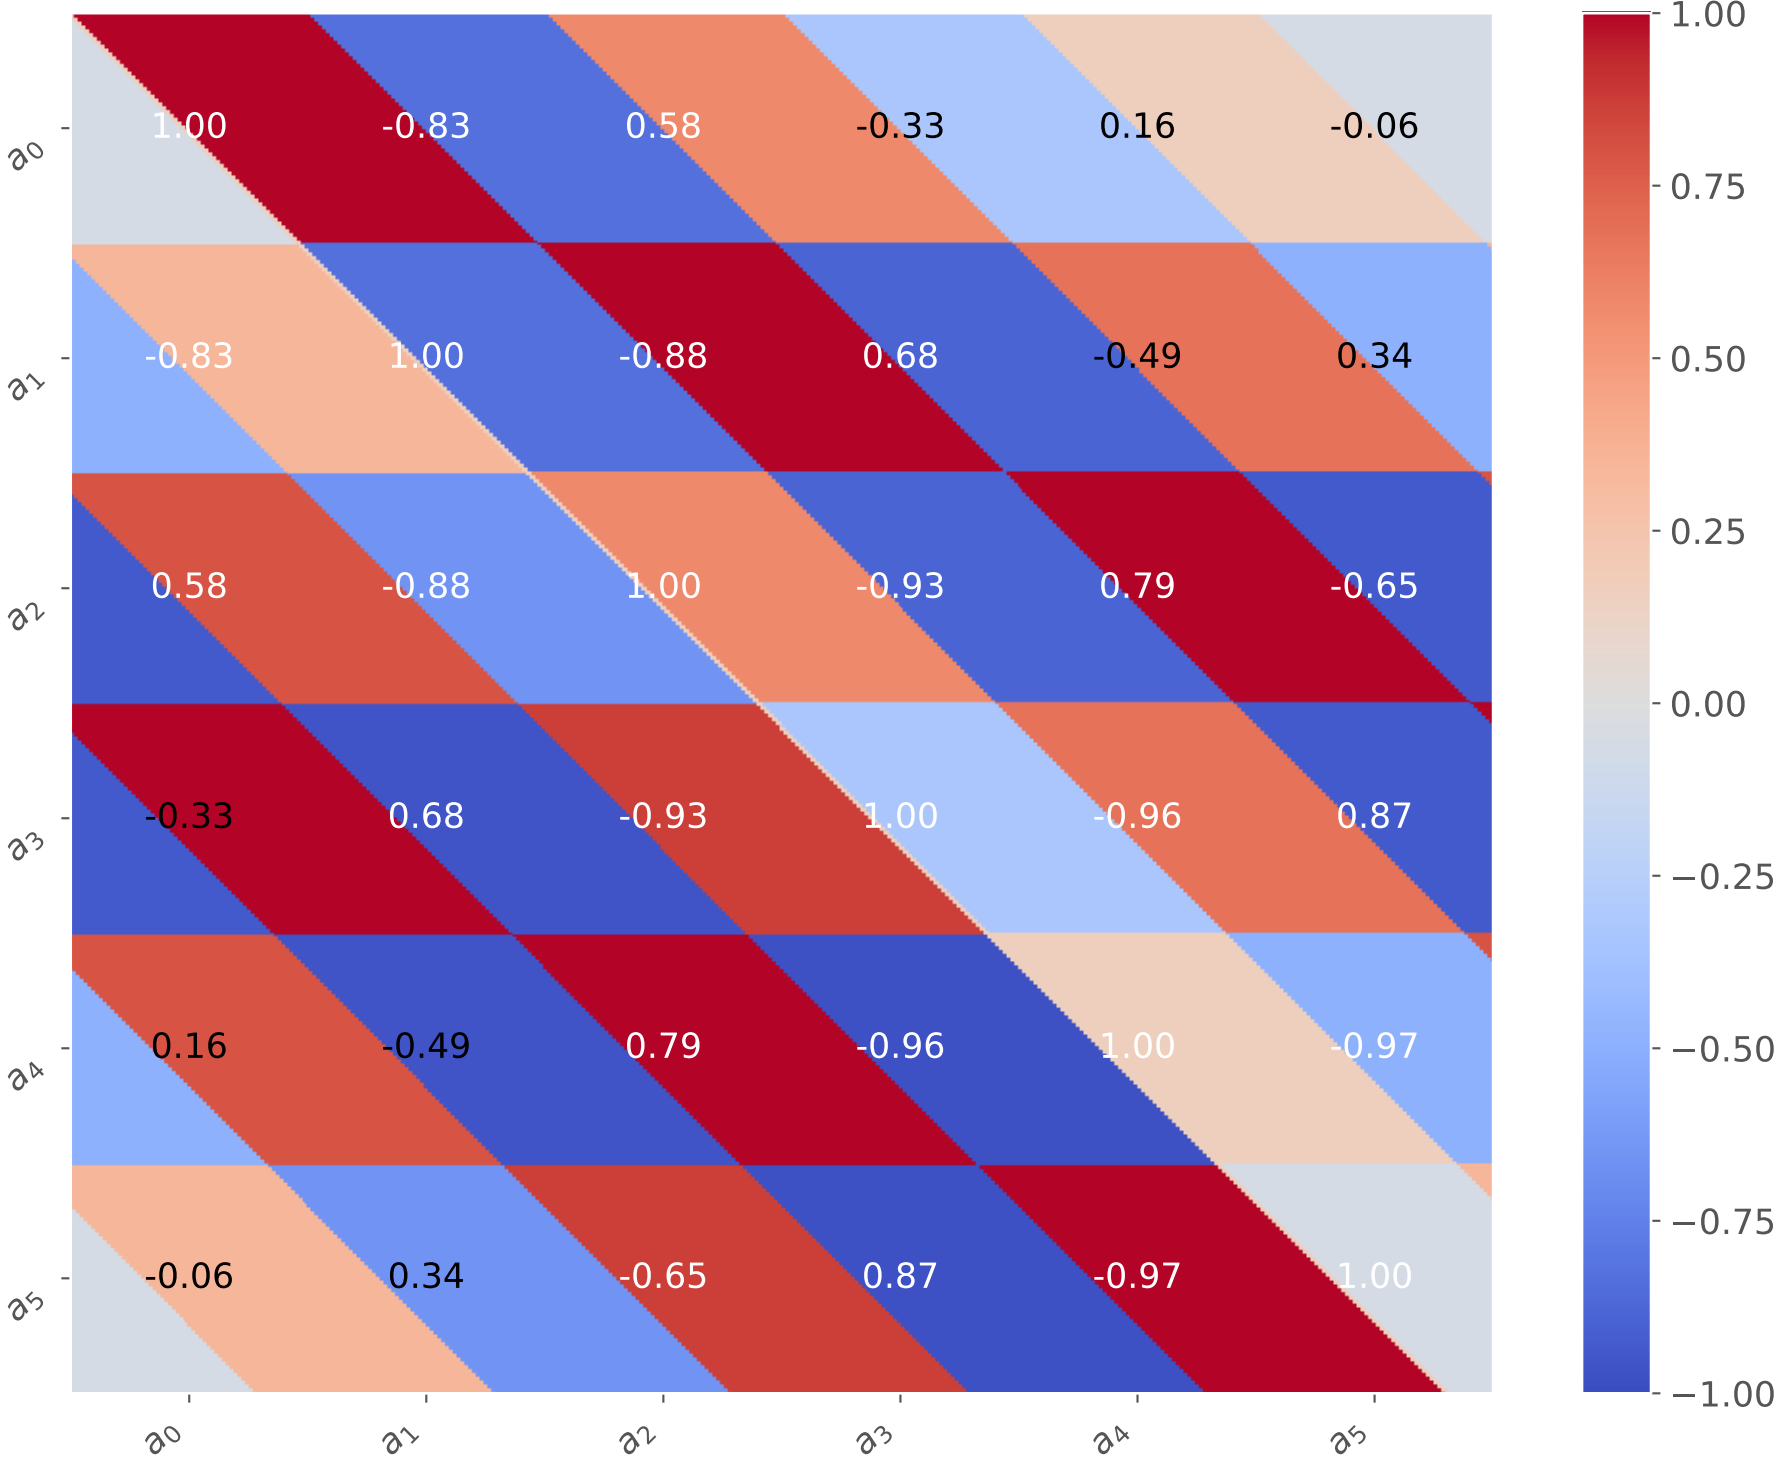 1.00
a0 1.00 -0.83 0.58 -0.33 0.16 -0.06
0.75
a1 -0.83 1.00 -0.88 0.68 -0.49 0.34
0.50
0.25
a2 0.58 -0.88 1.00 -0.93 0.79 -0.65
0.00
a3 -0.33 0.68 -0.93 1.00 -0.96 0.87
−0.25
a4 0.16 -0.49 0.79 -0.96 1.00 -0.97
−0.50
−0.75
a5 -0.06 0.34 -0.65 0.87 -0.97 1.00
−1.00
a0 a1 a2 a3 a4 a5